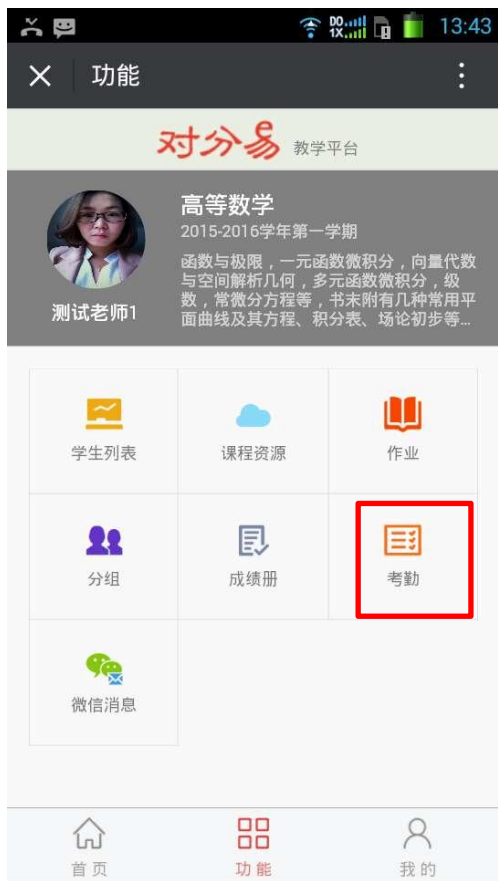 DO
1X
13:43
功能
对分易 教学平台
高等数学
2015-2016学年第一学期
函数与极限，一元函数微积分，向量代数
与空间解析几何，多元函数微积分，级
数，常微分方程等，书末附有几种常用平
面曲线及其方程、积分表、场论初步等...
测试老师1
学生列表 课程资源 作业
分组 成绩册 考勤
微信消息
首页 功能 我的